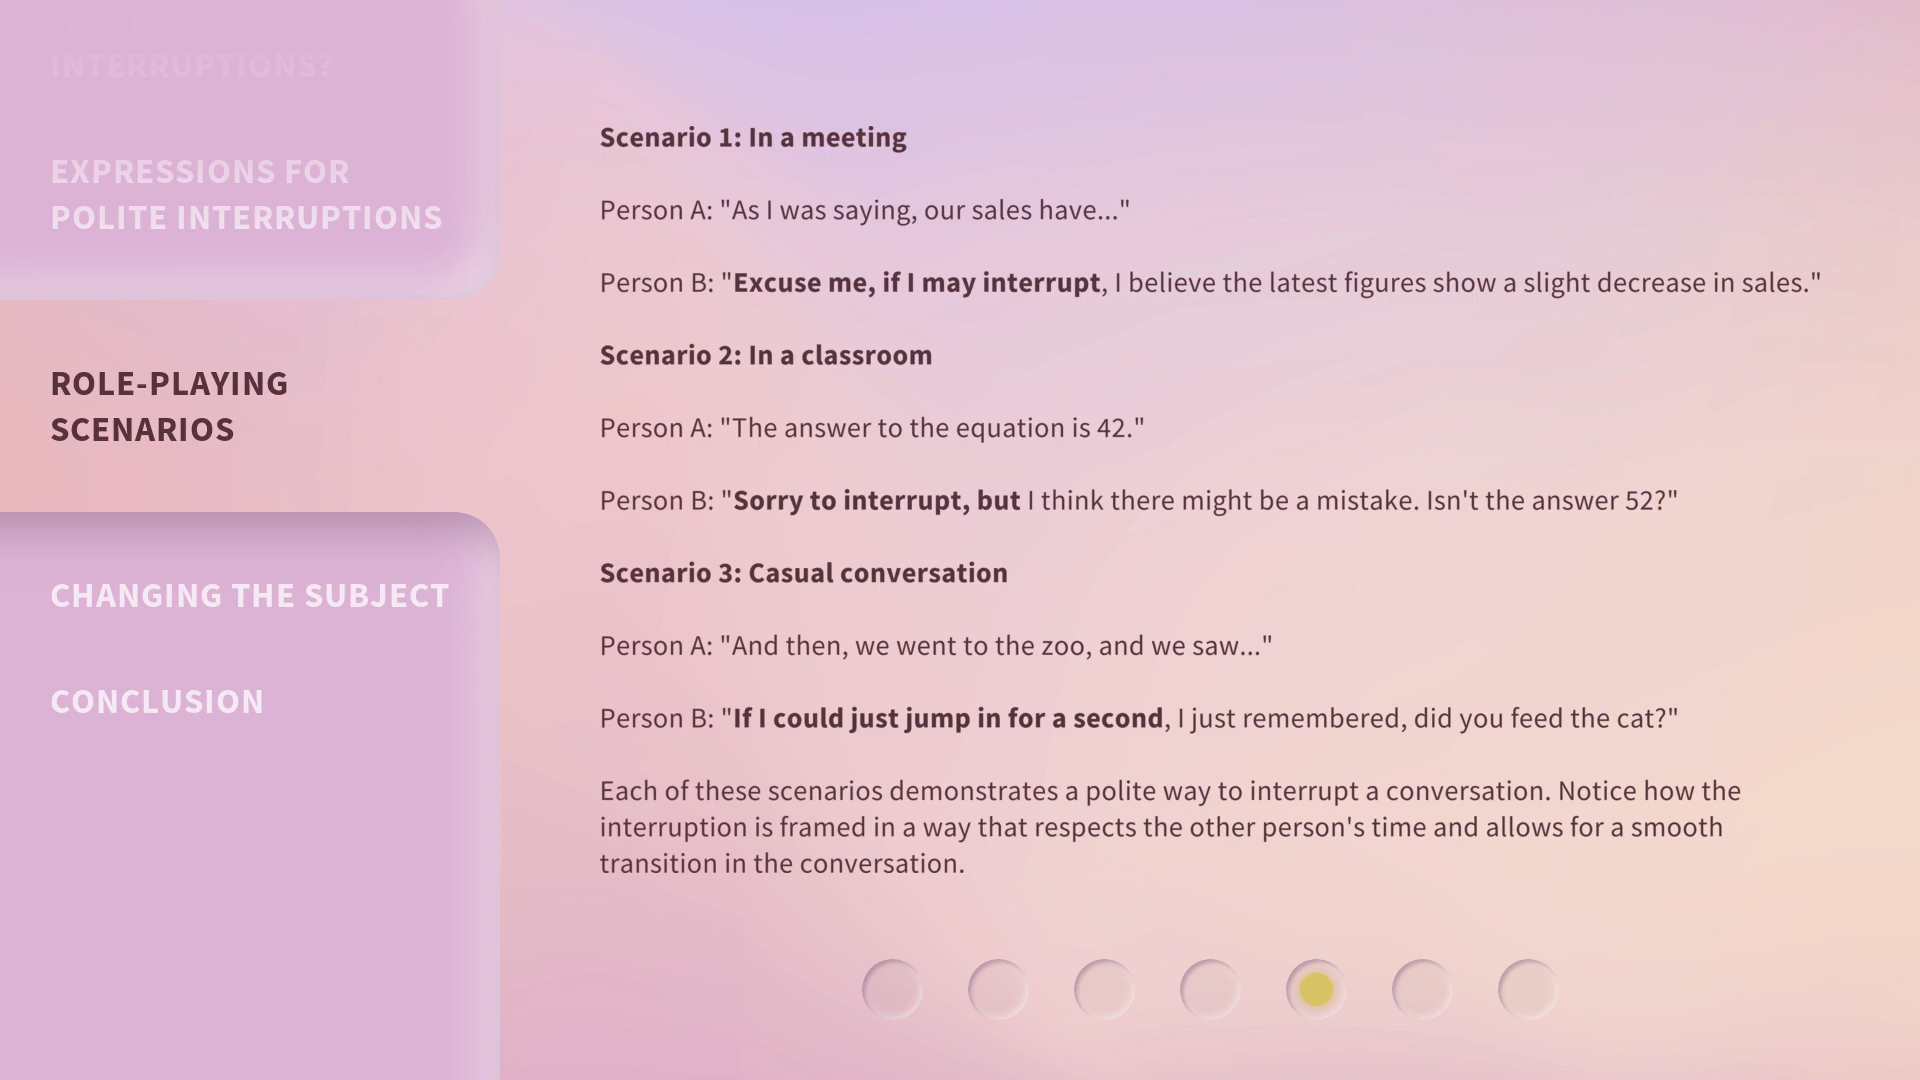 INTERRUPTIONS?
EXPRESSIONS FOR
POLITE INTERRUPTIONS
ROLE-PLAYING
SCENARIOS
CHANGING THE SUBJECT
CONCLUSION
Scenario 1: In a meeting
Person A: "As I was saying, our sales have..."
Person B: "Excuse me, if I may interrupt, I believe the latest figures show a slight decrease in sales."
Scenario 2: In a classroom
Person A: "The answer to the equation is 42."
Person B: "Sorry to interrupt, but I think there might be a mistake. Isn't the answer 52?"
Scenario 3: Casual conversation
Person A: "And then, we went to the zoo, and we saw..."
Person B: "If I could just jump in for a second, I just remembered, did you feed the cat?"
Each of these scenarios demonstrates a polite way to interrupt a conversation. Notice how the
interruption is framed in a way that respects the other person's time and allows for a smooth
transition in the conversation.